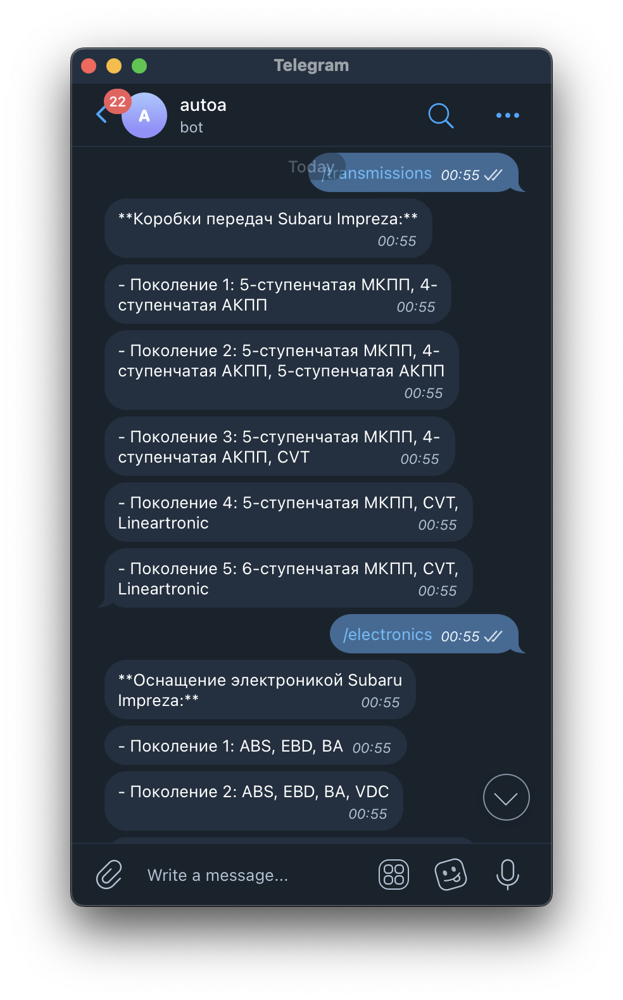 Telegram
22
A
autoa
bot
Today
/transmissions 00:55
**Коробки передач Subaru Impreza:**
00:55
- Поколение 1: 5-ступенчатая МКПП, 4-
ступенчатая АКПП 00:55
- Поколение 2: 5-ступенчатая МКПП, 4-
ступенчатая АКПП, 5-ступенчатая АКПП
00:55
- Поколение 3: 5-ступенчатая МКПП, 4-
ступенчатая АКПП, CVT 00:55
- Поколение 4: 5-ступенчатая МКПП, CVT,
Lineartronic 00:55
- Поколение 5: 6-ступенчатая МКПП, CVT,
Lineartronic 00:55
/electronics 00:55
**Оснащение электроникой Subaru
Impreza:** 00:55
- Поколение 1: ABS, EBD, BA 00:55
- Поколение 2: ABS, EBD, BA, VDC
00:55
Write a message...